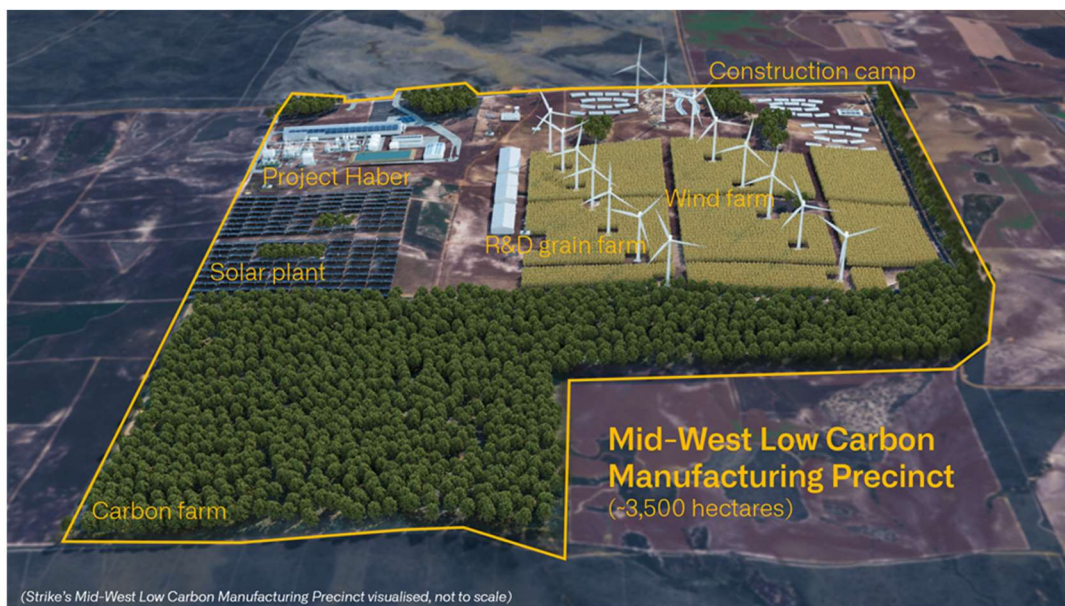 Construction camp
Project Haber
Wind farm
R&D grain farm
Solar plant
Mid-West Low Carbon
Manufacturing Precinct
(~3,500 hectares)
Carbon farm
(Strike's Mid-West Low Carbon Manufacturing Precinct visualised, not to scale)